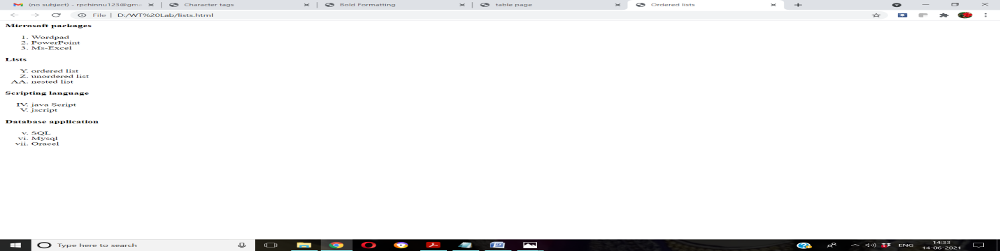 (no subject) - rpchinnu123@gma
Character tags
Bold Formatting
table page
Ordered lists
File | D:/WT%20Lab/lists.html
Microsoft packages
1. Wordpad
2. PowerPoint
3. Ms-Excel
Lists
Y. ordered list
Z. unordered list
AA. nested list
Scripting language
IV. java Script
V. jscript
Database application
v. SQL
vi. Mysql
vii. Oracel
Type here to search
ENG
14:33
14-06-2021